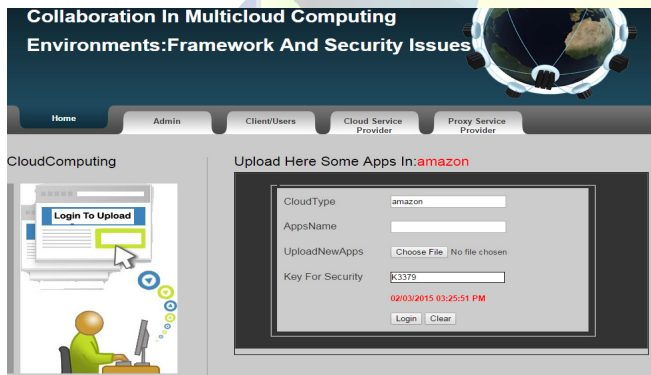 Collaboration In Multicloud Computing
Environments:Framework And Security Issues
Home
Admin
Client/Users
Cloud Service
Provider
Proxy Service
Provider
CloudComputing
Login To Upload
Upload Here Some Apps In:amazon
CloudType amazon
AppsName
UploadNewApps Choose File No file chosen
Key For Security K3379
02/03/2015 03:25:51 PM
Login Clear